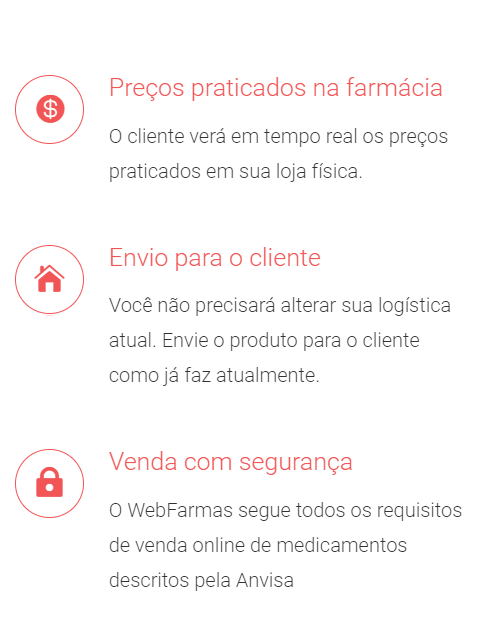 Preços praticados na farmácia
O cliente verá em tempo real os preços
praticados em sua loja física.
Envio para o cliente
Você não precisará alterar sua logística
atual. Envie o produto para o cliente
como já faz atualmente.
Venda com segurança
O WebFarmas segue todos os requisitos
de venda online de medicamentos
descritos pela Anvisa